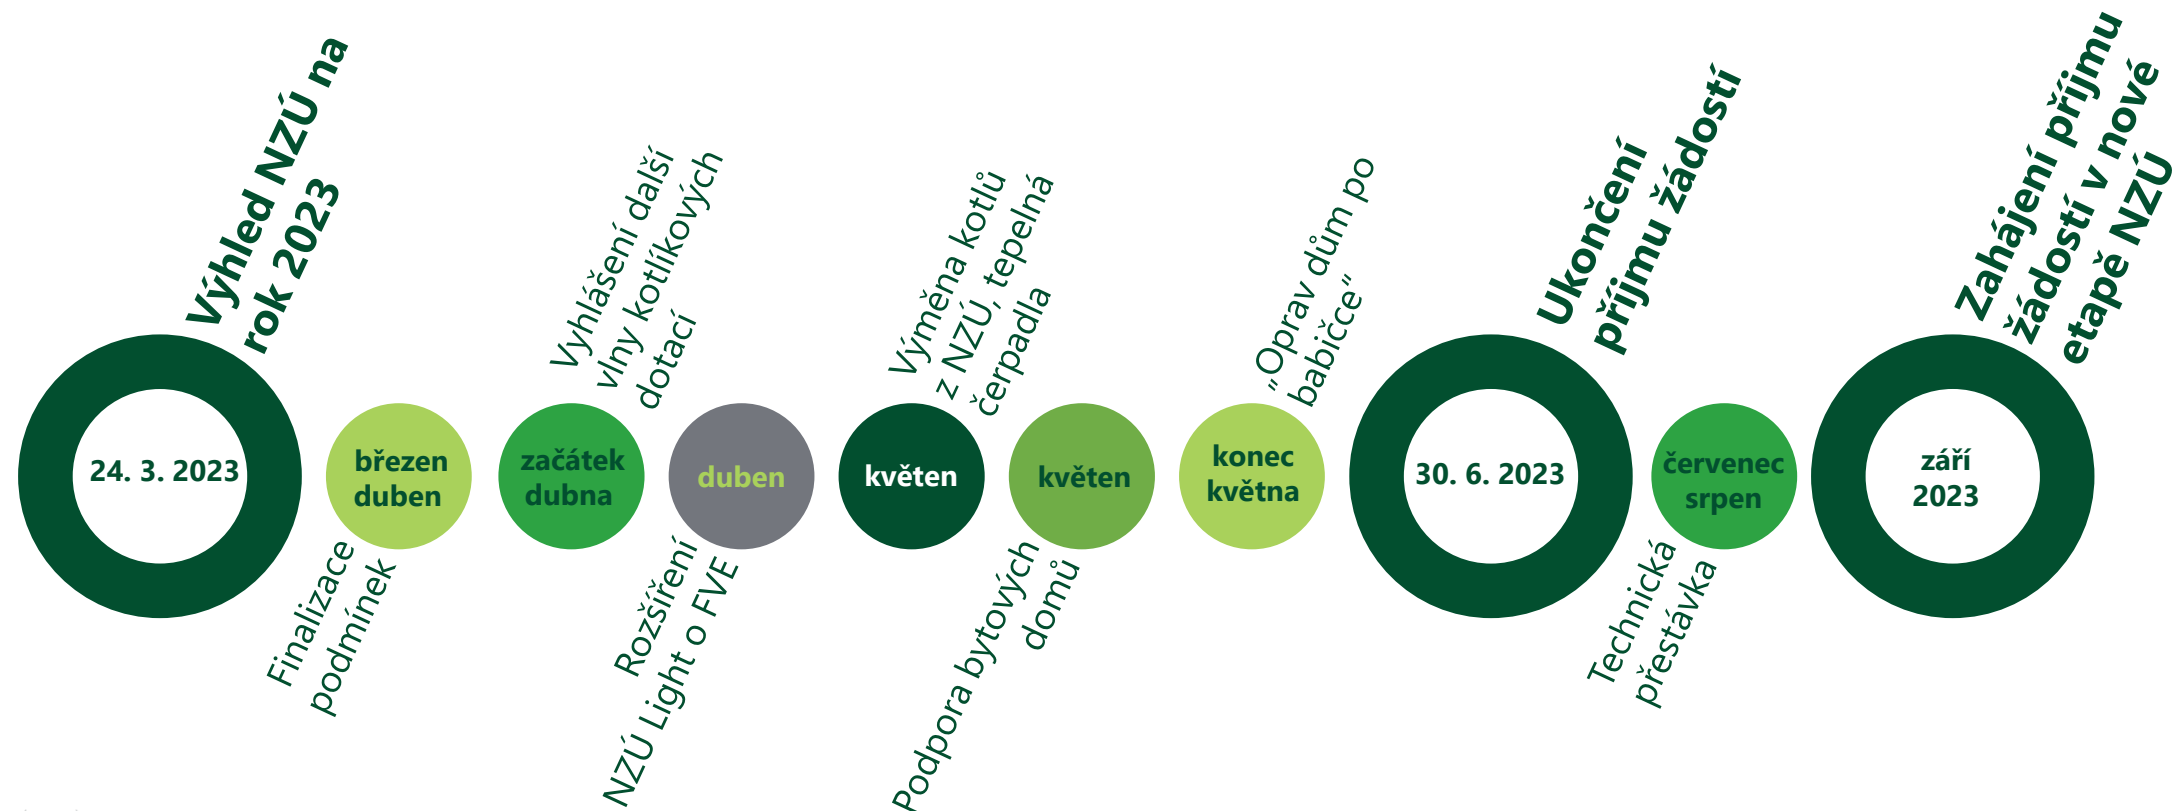 Výhled NZÚ na
rok 2023
24. 3. 2023
březen
duben
Finalizace
podmínek
Vyhlášení další
vlny kotlíkových
dotací
začátek
dubna
duben
Rozšíření
NZÚ Light o FVE
Výměna kotlů
z NZÚ, tepelná
čerpadla
květen
květen
Podpora bytových
domů
„Oprav dům po
babičce“
konec
května
Ukončení
příjmu žádostí
30. 6. 2023
červenec
srpen
Technická
přestávka
Zahájení příjmu
žádostí v nové
etapě NZÚ
září
2023